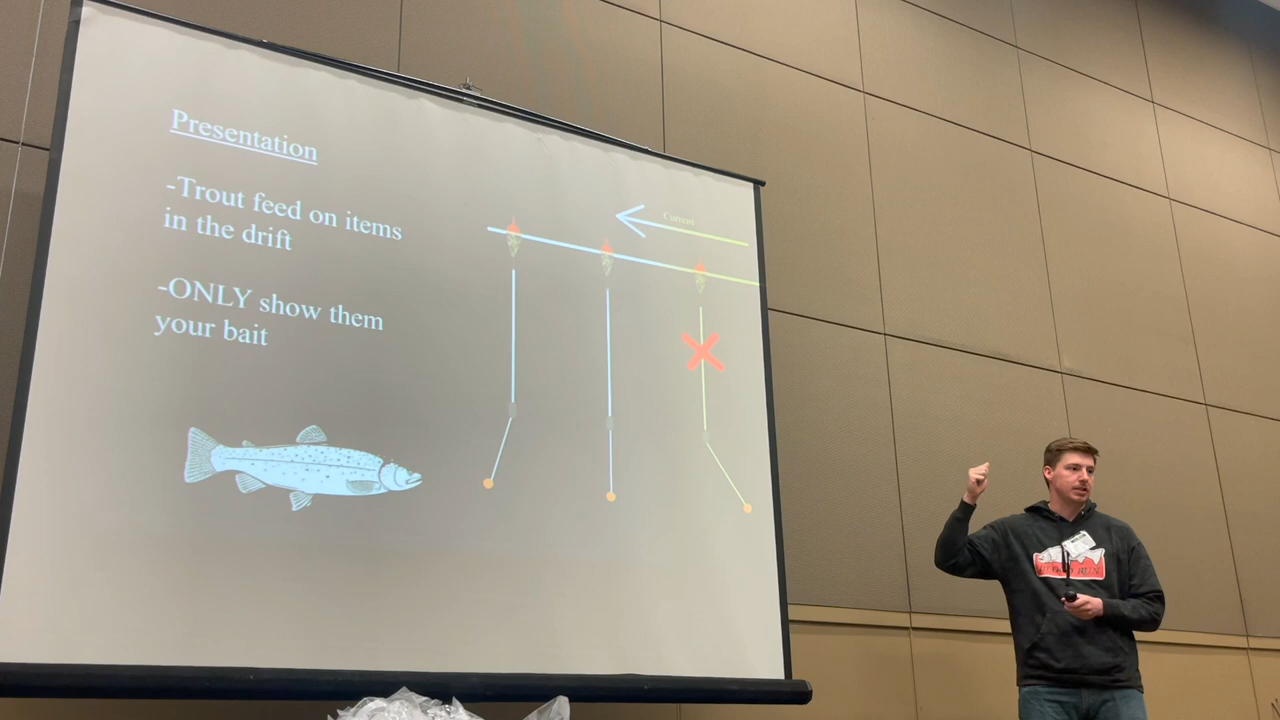 Presentation
-Trout feed on items
in the drift
-ONLY show them
your bait
Current